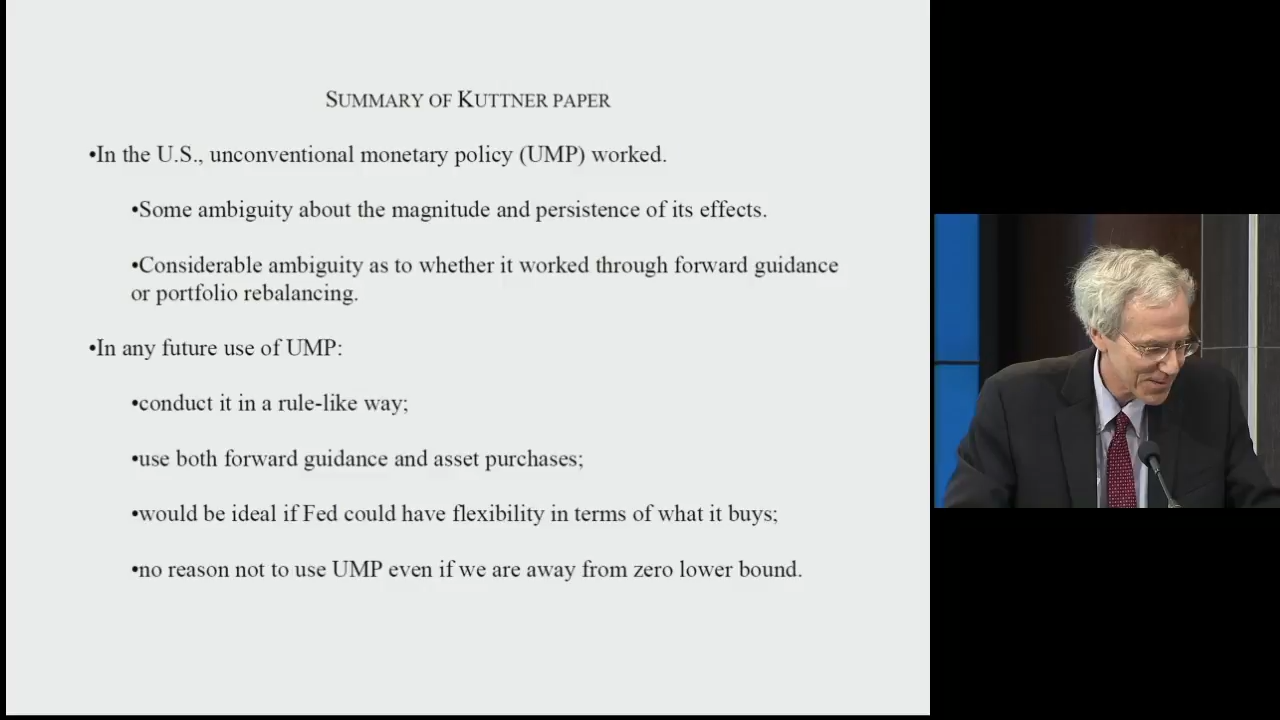 SUMMARY OF KUTTNER PAPER
•In the U.S., unconventional monetary policy (UMP) worked.
•Some ambiguity about the magnitude and persistence of its effects.
•Considerable ambiguity as to whether it worked through forward guidance
or portfolio rebalancing.
•In any future use of UMP:
•conduct it in a rule-like way;
•use both forward guidance and asset purchases;
•would be ideal if Fed could have flexibility in terms of what it buys;
•no reason not to use UMP even if we are away from zero lower bound.